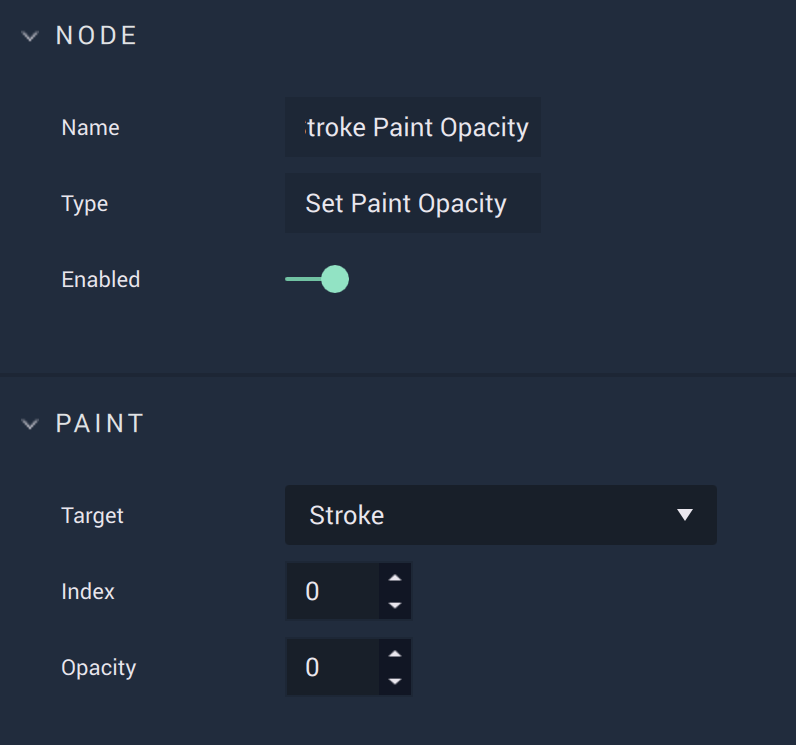 NODE
Name
troke Paint Opacity
Type
Set Paint Opacity
Enabled
PAINT
Target
Stroke
Index
0
Opacity
0